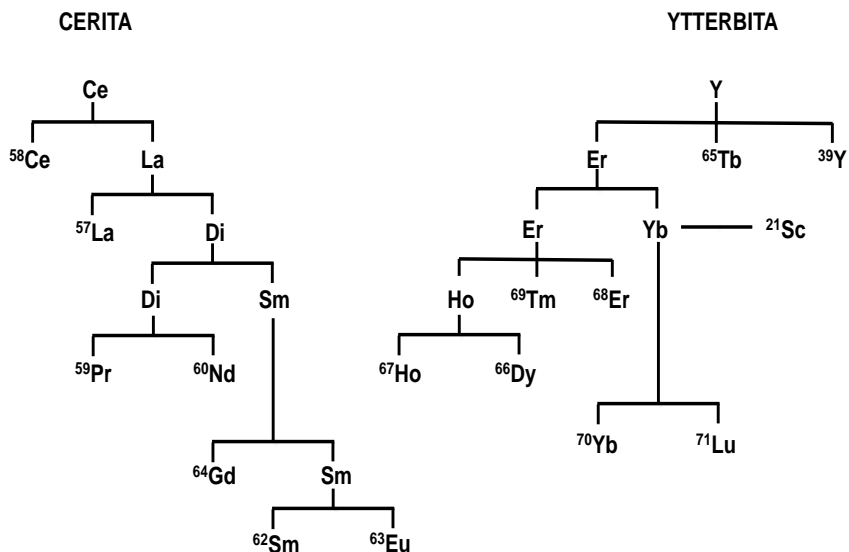 CERITA YTTERBITA
Ce Y
⁵⁸Ce La Er ⁶⁵Tb ³⁹Y
⁵⁷La Di Er Yb ²¹Sc
Di Sm Ho ⁶⁹Tm ⁶⁸Er
⁵⁹Pr ⁶⁰Nd ⁶⁷Ho ⁶⁶Dy
⁶⁴Gd Sm ⁷⁰Yb ⁷¹Lu
⁶²Sm ⁶³Eu